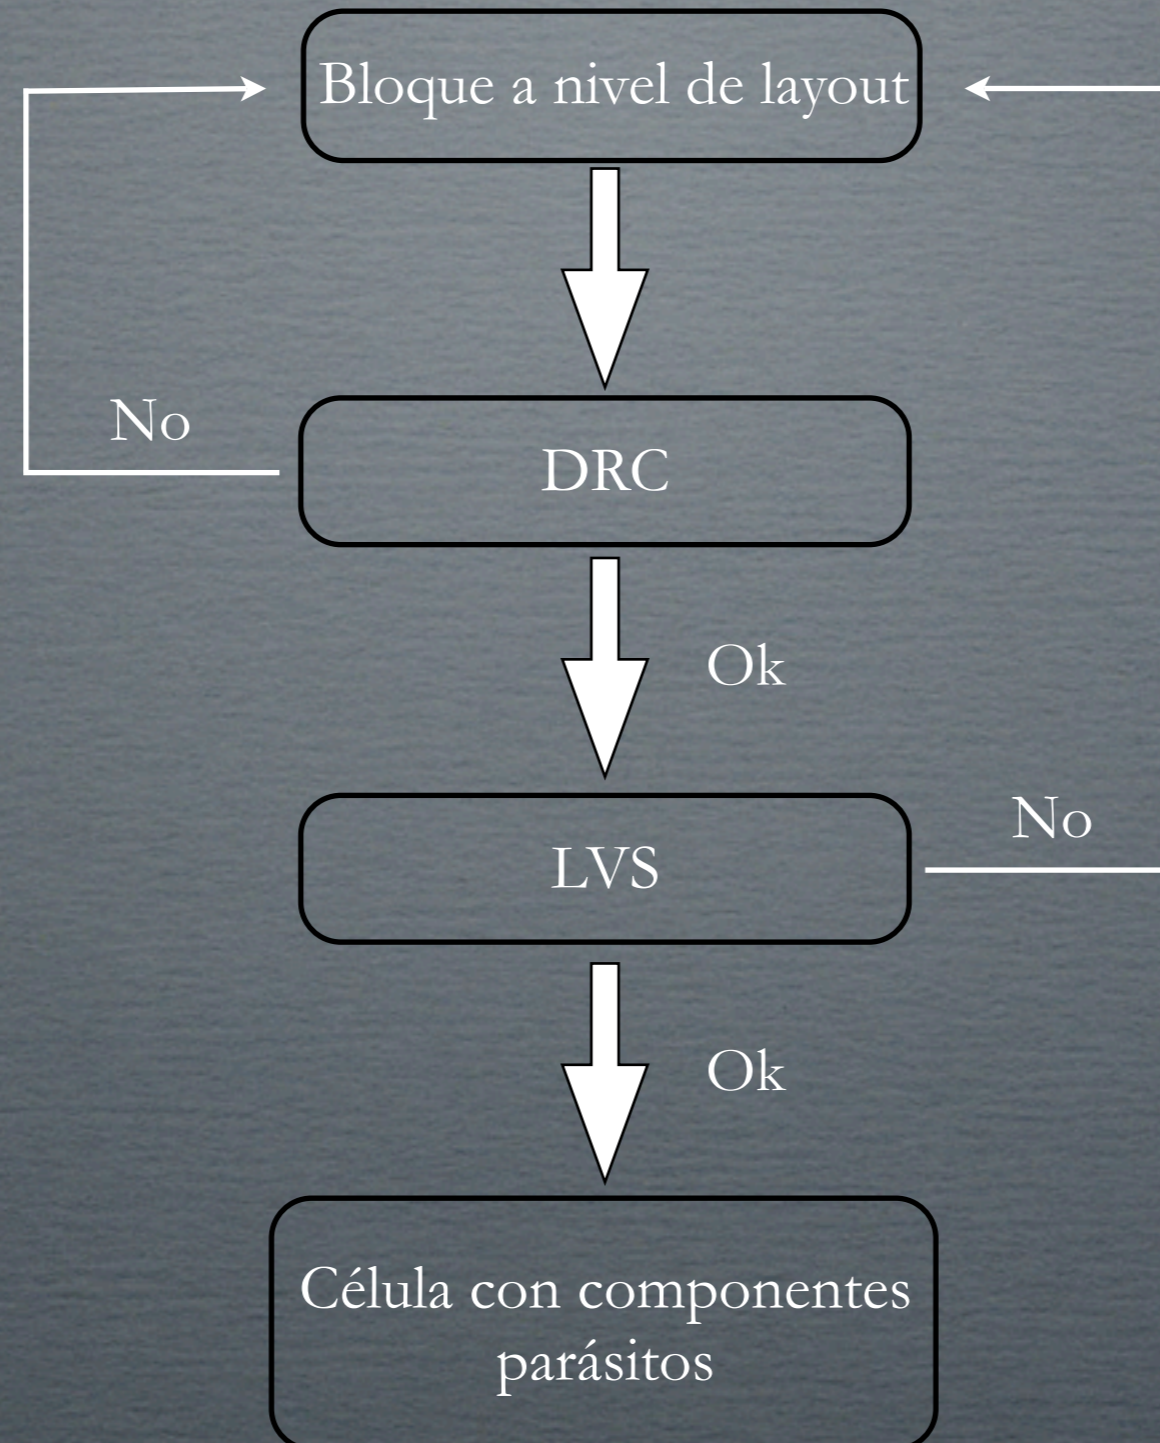 Bloque a nivel de layout
No
DRC
Ok
No
LVS
Ok
Célula con componentes
parásitos